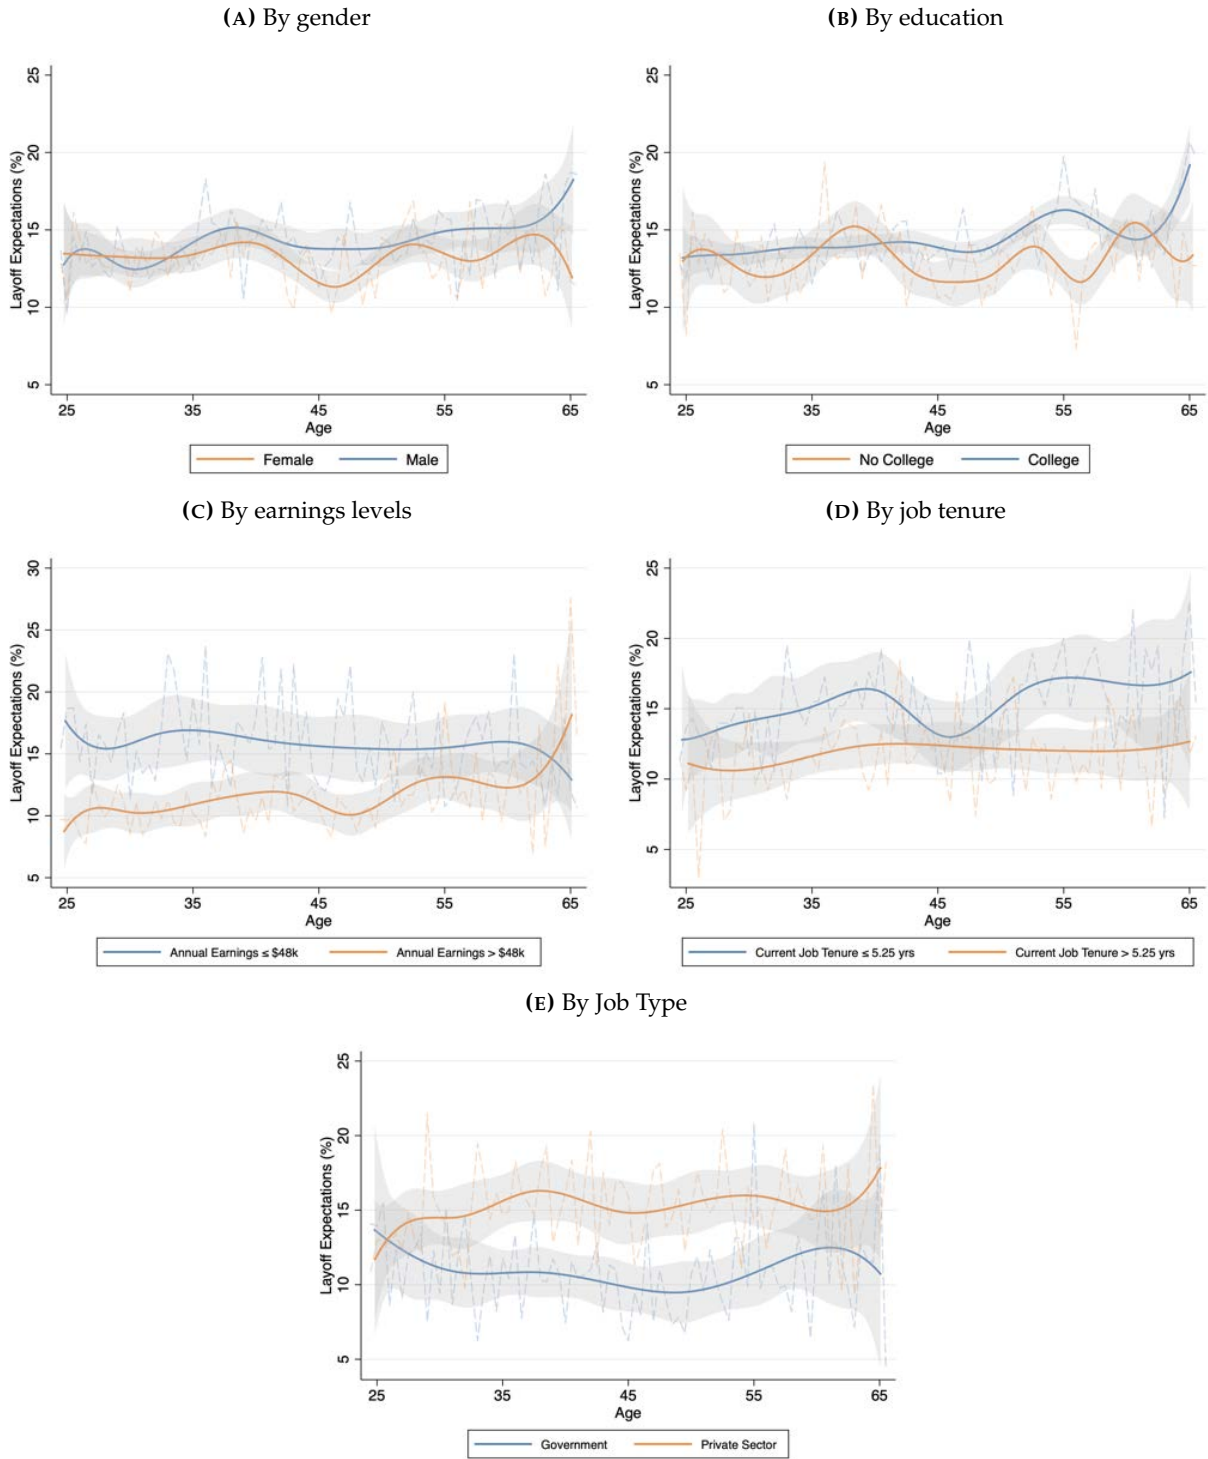 (A) By gender
(B) By education
Layoff Expectations (%)
25
20
15
10
5
25 35 45 55 65
Age
Female Male
Layoff Expectations (%)
25
20
15
10
5
25 35 45 55 65
Age
No College College
(C) By earnings levels
(D) By job tenure
Layoff Expectations (%)
30
25
20
15
10
5
25 35 45 55 65
Age
Annual Earnings ≤ $48k Annual Earnings > $48k
Layoff Expectations (%)
25
20
15
10
5
25 35 45 55 65
Age
Current Job Tenure ≤ 5.25 yrs Current Job Tenure > 5.25 yrs
(E) By Job Type
Layoff Expectations (%)
25
20
15
10
5
25 35 45 55 65
Age
Government Private Sector